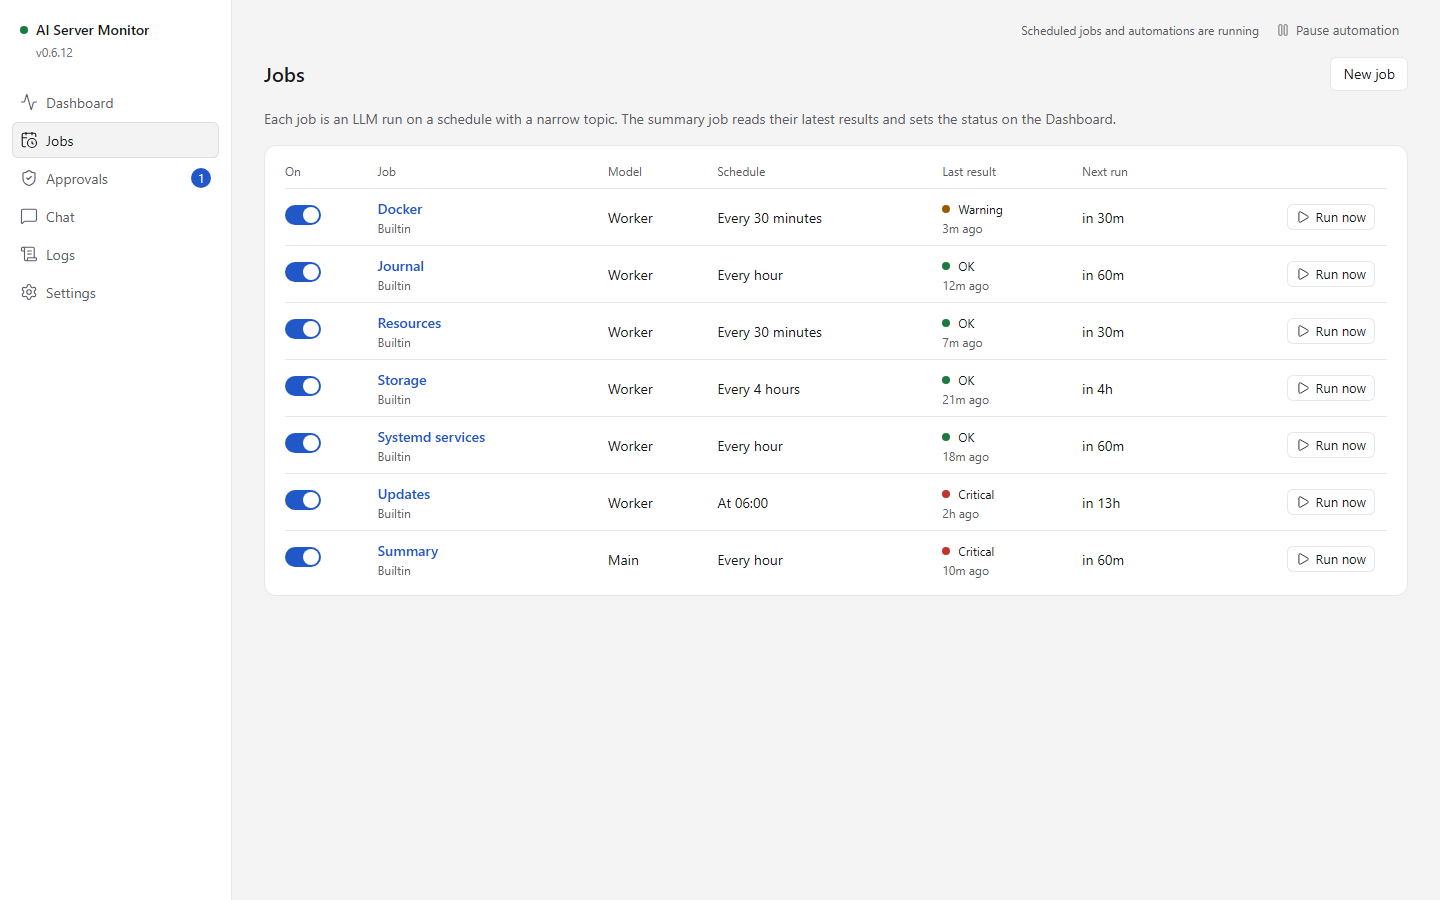 AI Server Monitor
v0.6.12
Dashboard
Jobs
Approvals 1
Chat
Logs
Settings
Scheduled jobs and automations are running Pause automation
Jobs
New job
Each job is an LLM run on a schedule with a narrow topic. The summary job reads their latest results and sets the status on the Dashboard.
On Job Model Schedule Last result Next run
Docker
Builtin
Worker Every 30 minutes
Warning
3m ago
in 30m Run now
Journal
Builtin
Worker Every hour
OK
12m ago
in 60m Run now
Resources
Builtin
Worker Every 30 minutes
OK
7m ago
in 30m Run now
Storage
Builtin
Worker Every 4 hours
OK
21m ago
in 4h Run now
Systemd services
Builtin
Worker Every hour
OK
18m ago
in 60m Run now
Updates
Builtin
Worker At 06:00
Critical
2h ago
in 13h Run now
Summary
Builtin
Main Every hour
Critical
10m ago
in 60m Run now